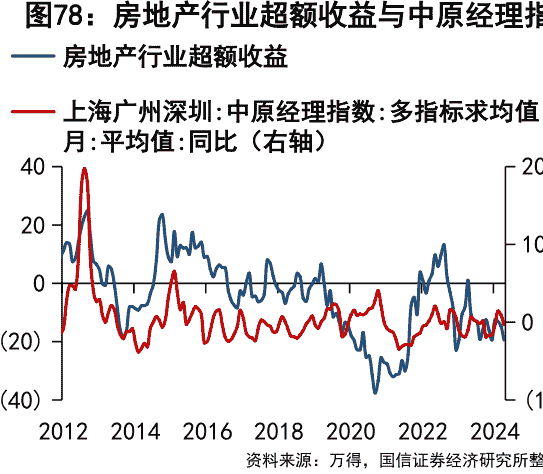 图78：房地产行业超额收益与中原经理指
房地产行业超额收益
上海广州深圳:中原经理指数:多指标求均值
月:平均值:同比（右轴）
40 20
20 10
0 0
(20)
(40) (1
2012 2014 2016 2018 2020 2022 2024
资料来源：万得，国信证券经济研究所整